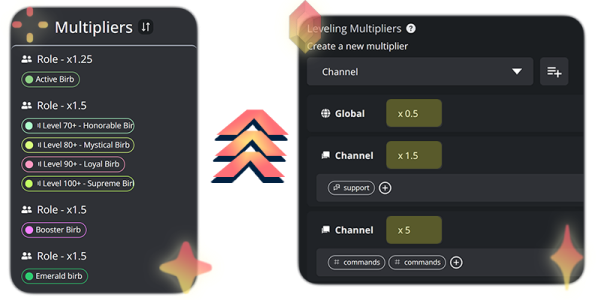 Multipliers
Role - x1.25
Active Birb
Role - x1.5
Level 70+ - Honorable Bir
Level 80+ - Mystical Birb
Level 90+ - Loyal Birb
Level 100+ - Supreme Bir
Role - x1.5
Booster Birb
Role - x1.5
Emerald birb
Leveling Multipliers ?
Create a new multiplier
Channel
Global x 0.5
Channel x 1.5
support
Channel x 5
# commands # commands